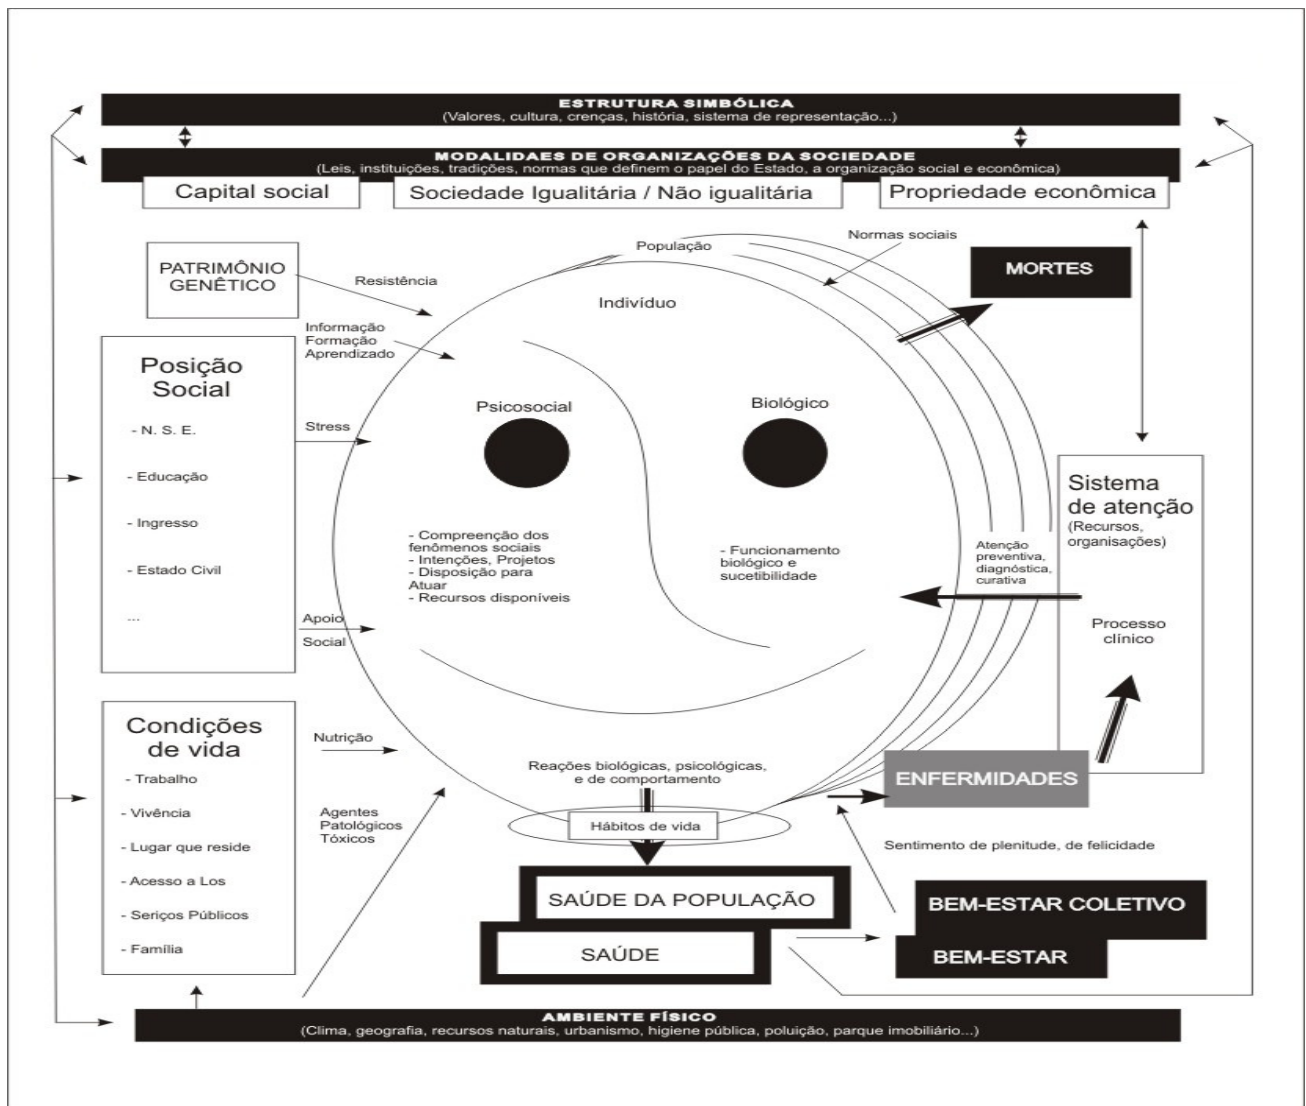 ESTRUTURA SIMBÓLICA
(Valores, cultura, crenças, história, sistema de representação...)
MODALIDAES DE ORGANIZAÇÕES DA SOCIEDADE
(Leis, instituições, tradições, normas que definem o papel do Estado, a organização social e econômica)
Capital social
Sociedade Igualitária / Não igualitária
Propriedade econômica
PATRIMÔNIO
GENÊTICO
Resistência
População
Normas sociais
MORTES
Indivíduo
Informação
Formação
Aprendizado
Posição
Social
- N. S. E.
- Educação
- Ingresso
- Estado Civil
...
Stress
Apoio
Social
Psicosocial
- Compreenção dos
fenômenos sociais
- Intenções, Projetos
- Disposição para
Atuar
- Recursos disponíveis
Biológico
- Funcionamento
biológico e
sucetibilidade
Atenção
preventiva,
diagnóstica,
curativa
Sistema
de atenção
(Recursos,
organisações)
Processo
clínico
Condições
de vida
- Trabalho
- Vivência
- Lugar que reside
- Acesso a Los
- Seriços Públicos
- Família
Nutrição
Agentes
Patológicos
Tóxicos
Reações biológicas, psicológicas,
e de comportamento
Hábitos de vida
ENFERMIDADES
Sentimento de plenitude, de felicidade
SAÚDE DA POPULAÇÃO
SAÚDE
BEM-ESTAR COLETIVO
BEM-ESTAR
AMBIENTE FÍSICO
(Clima, geografia, recursos naturais, urbanismo, higiene pública, poluição, parque imobiliário...)